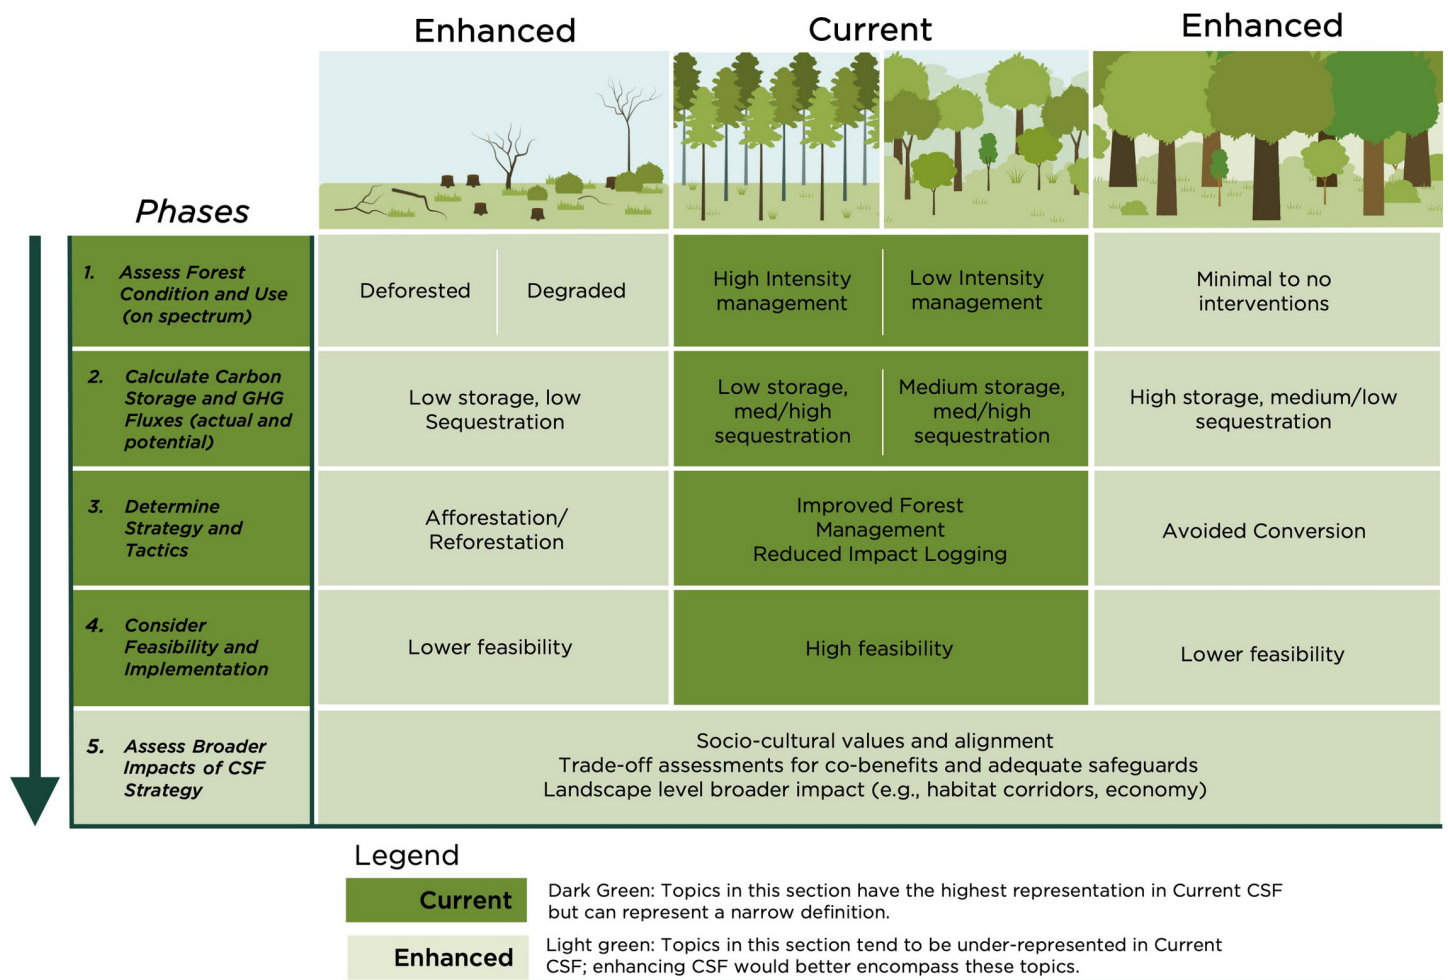 Enhanced
Current
Enhanced
Phases
1. Assess Forest
Condition and Use
(on spectrum)
Deforested
Degraded
High Intensity
management
Low Intensity
management
Minimal to no
interventions
2. Calculate Carbon
Storage and GHG
Fluxes (actual and
potential)
Low storage, low
Sequestration
Low storage,
med/high
sequestration
Medium storage,
med/high
sequestration
High storage, medium/low
sequestration
3. Determine
Strategy and
Tactics
Afforestation/
Reforestation
Improved Forest
Management
Reduced Impact Logging
Avoided Conversion
4. Consider
Feasibility and
Implementation
Lower feasibility
High feasibility
Lower feasibility
5. Assess Broader
Impacts of CSF
Strategy
Socio-cultural values and alignment
Trade-off assessments for co-benefits and adequate safeguards
Landscape level broader impact (e.g., habitat corridors, economy)
Legend
Current
Dark Green: Topics in this section have the highest representation in Current CSF
but can represent a narrow definition.
Enhanced
Light green: Topics in this section tend to be under-represented in Current
CSF; enhancing CSF would better encompass these topics.